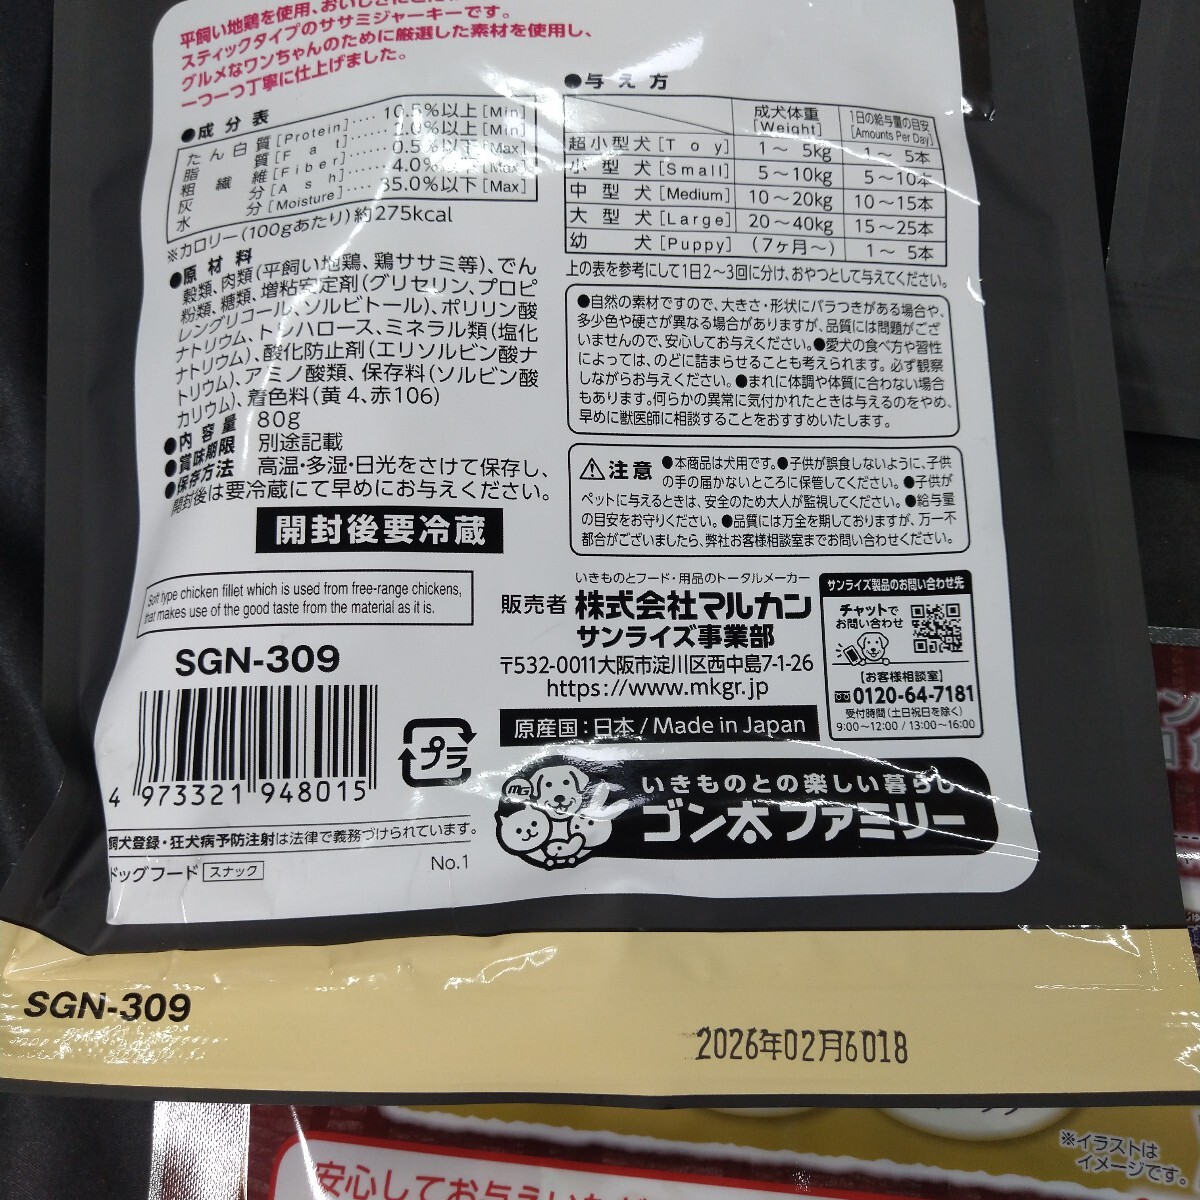 平飼い地鶏を使用、おいしさにこだ
スティックタイプのササミジャーキーです。
グルメなワンちゃんのために厳選した素材を使用し、
一つ一つ丁寧に仕上げました。
●成分表
たん白質[Protein]…… 10.5%以上[Min]
脂質[Fat]…… 2.0%以上[Min]
粗繊維[Fiber]…… 0.5%以下[Max]
灰分[Ash]…… 4.0%以下[Max]
水分[Moisture]…… 35.0%以下[Max]
※カロリー(100gあたり)約275kcal
●原材料
肉類(平飼い地鶏、鶏ササミ等)、でん
穀類、
粉類、糖類、増粘安定剤(グリセリン、プロピ
レングリコール、ソルビトール)、ポリリン酸
ナトリウム、トレハロース、ミネラル類(塩化
ナトリウム)、酸化防止剤(エリソルビン酸ナ
トリウム)、アミノ酸類、保存料(ソルビン酸
カリウム)、着色料(黄4、赤106)
●内容量 80g
●賞味期限 別途記載
●保存方法 高温・多湿・日光をさけて保存し、
開封後は要冷蔵にて早めにお与えください。
開封後要冷蔵
Soft type chicken fillet which is used from free-range chickens,
that makes use of the good taste from the material as it is.
SGN-309
4 973321 948015
飼犬登録・狂犬病予防注射は法律で義務づけられています。
ドッグフード スナック
No.1
プラ
●与え方
成犬体重 [Weight] 1日の給与量の目安 [Amounts Per Day]
超小型犬[Toy] 1～5kg 1～5本
小型犬[Small] 5～10kg 5～10本
中型犬[Medium] 10～20kg 10～15本
大型犬[Large] 20～40kg 15～25本
幼犬[Puppy] (7ヶ月～) 1～5本
上の表を参考にして1日2～3回に分け、おやつとして与えてください。
●自然の素材ですので、大きさ・形状にバラつきがある場合や、
多少色や硬さが異なる場合がありますが、品質には問題がござ
いませんので、安心してお与えください。●愛犬の食べ方や習性
によっては、のどに詰まらせることも考えられます。必ず観察
しながらお与えください。●まれに体調や体質に合わない場合
もあります。何らかの異常に気付かれたときは与えるのをやめ、
早めに獣医師に相談することをおすすめいたします。
⚠注意 ●本商品は犬用です。●子供が誤食しないように、子供
の手の届かないところに保管してください。●子供が
ペットに与えるときは、安全のため大人が監視してください。●給与量
の目安をお守りください。●品質には万全を期しておりますが、万一不
都合がございましたら、弊社お客様相談室までお問い合わせください。
いきものとフード・用品のトータルメーカー
販売者 株式会社マルカン
サンライズ事業部
〒532-0011大阪市淀川区西中島7-1-26
https://www.mkgr.jp
原産国:日本/Made in Japan
サンライズ製品のお問い合わせ先
チャットで
お問い合わせ
【お客様相談室】
0120-64-7181
受付時間(土日祝日を除く)
9:00～12:00/13:00～16:00
MG
いきものとの楽しい暮らし
ゴン太ファミリー
SGN-309
2026年02月6018
※イラストは
イメージです。